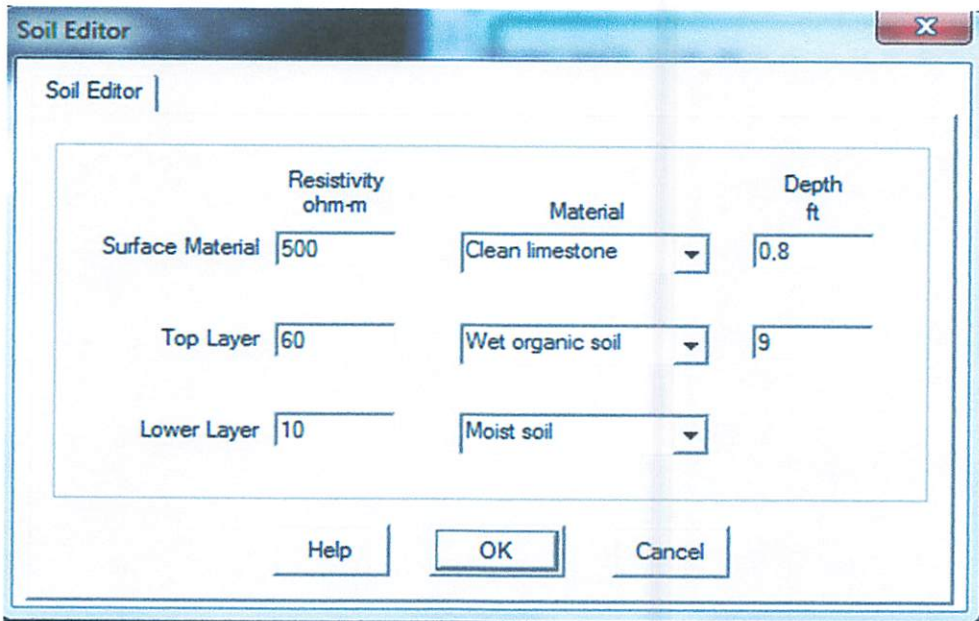 Soil Editor
Soil Editor
Resistivity
ohm-m
Material
Depth
ft
Surface Material 500 Clean limestone 0.8
Top Layer 60 Wet organic soil 9
Lower Layer 10 Moist soil
Help OK Cancel